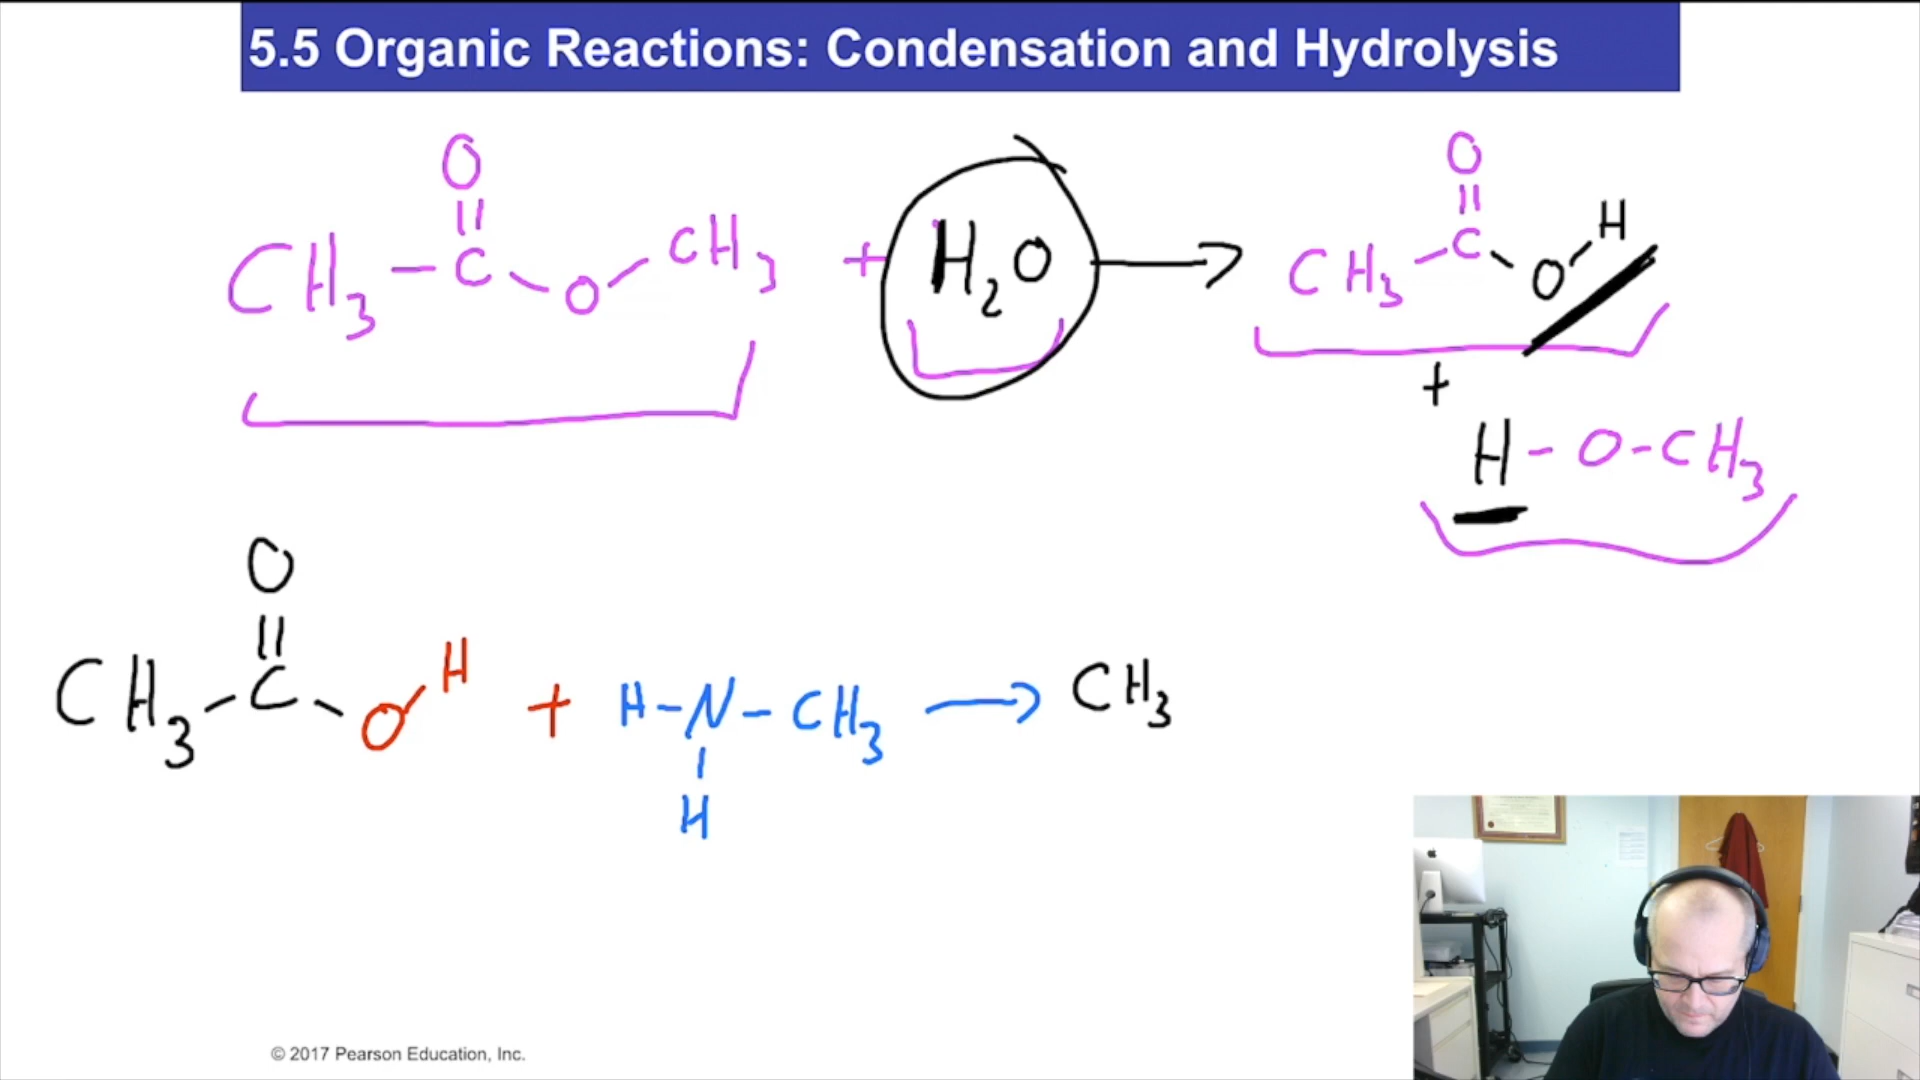 5.5 Organic Reactions: Condensation and Hydrolysis
O O
CH3 - C - O - CH3 + H2O → CH3 - C - O - H
+
H - O - CH3
O
CH3 - C - O - H + H - N - CH3 → CH3
H
© 2017 Pearson Education, Inc.